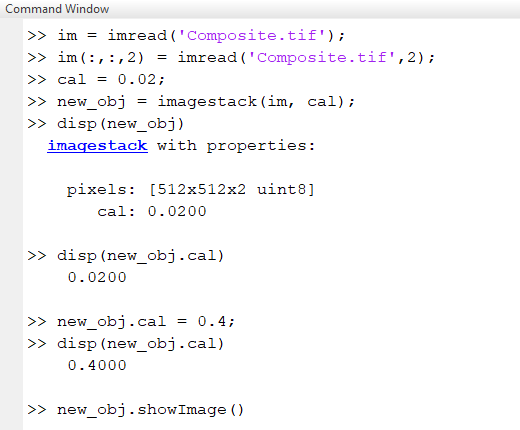 Command Window
>> im = imread('Composite.tif');
>> im(:,:,2) = imread('Composite.tif',2);
>> cal = 0.02;
>> new_obj = imagestack(im, cal);
>> disp(new_obj)
imagestack with properties:
pixels: [512x512x2 uint8]
cal: 0.0200
>> disp(new_obj.cal)
0.0200
>> new_obj.cal = 0.4;
>> disp(new_obj.cal)
0.4000
>> new_obj.showImage()